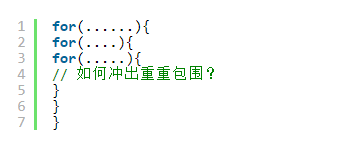 1 for(......){
2 for(....){
3 for(.....){
4 // 如何冲出重重包围？
5 }
6 }
7 }